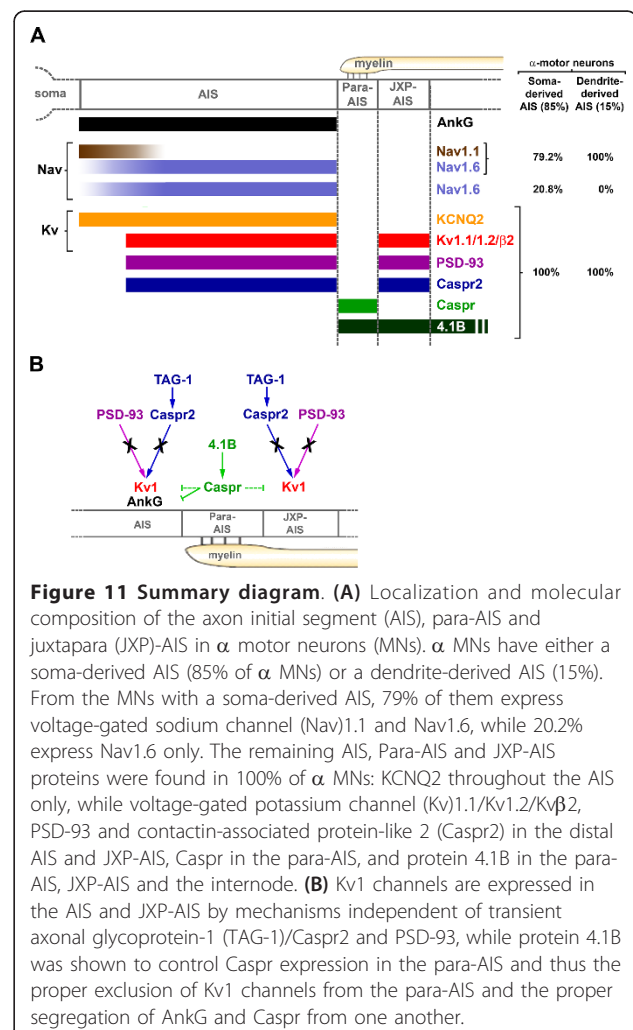 A
myelin
α-motor neurons
soma
AIS
Para-AIS
JXP-AIS
Soma-derived AIS (85%)
Dendrite-derived AIS (15%)
AnkG
Nav
Nav1.1
Nav1.6
79.2%
100%
Nav1.6
20.8%
0%
Kv
KCNQ2
Kv1.1/1.2/β2
PSD-93
Caspr2
100%
100%
Caspr
4.1B
B
TAG-1
TAG-1
PSD-93
Caspr2
Caspr2
PSD-93
4.1B
Kv1
Caspr
Kv1
AnkG
AIS
Para-AIS
JXP-AIS
myelin
Figure 11 Summary diagram. (A) Localization and molecular
composition of the axon initial segment (AIS), para-AIS and
juxtapara (JXP)-AIS in α motor neurons (MNs). α MNs have either a
soma-derived AIS (85% of α MNs) or a dendrite-derived AIS (15%).
From the MNs with a soma-derived AIS, 79% of them express
voltage-gated sodium channel (Nav)1.1 and Nav1.6, while 20.2%
express Nav1.6 only. The remaining AIS, Para-AIS and JXP-AIS
proteins were found in 100% of α MNs: KCNQ2 throughout the AIS
only, while voltage-gated potassium channel (Kv)1.1/Kv1.2/Kvβ2,
PSD-93 and contactin-associated protein-like 2 (Caspr2) in the distal
AIS and JXP-AIS, Caspr in the para-AIS, and protein 4.1B in the para-
AIS, JXP-AIS and the internode. (B) Kv1 channels are expressed in
the AIS and JXP-AIS by mechanisms independent of transient
axonal glycoprotein-1 (TAG-1)/Caspr2 and PSD-93, while protein 4.1B
was shown to control Caspr expression in the para-AIS and thus the
proper exclusion of Kv1 channels from the para-AIS and the proper
segregation of AnkG and Caspr from one another.